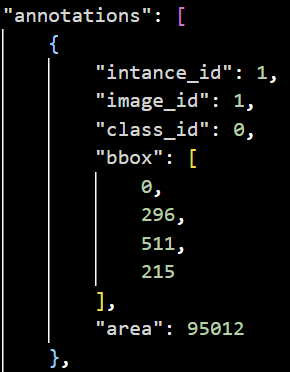 "annotations": [
{
"intance_id": 1,
"image_id": 1,
"class_id": 0,
"bbox": [
0,
296,
511,
215
],
"area": 95012
},